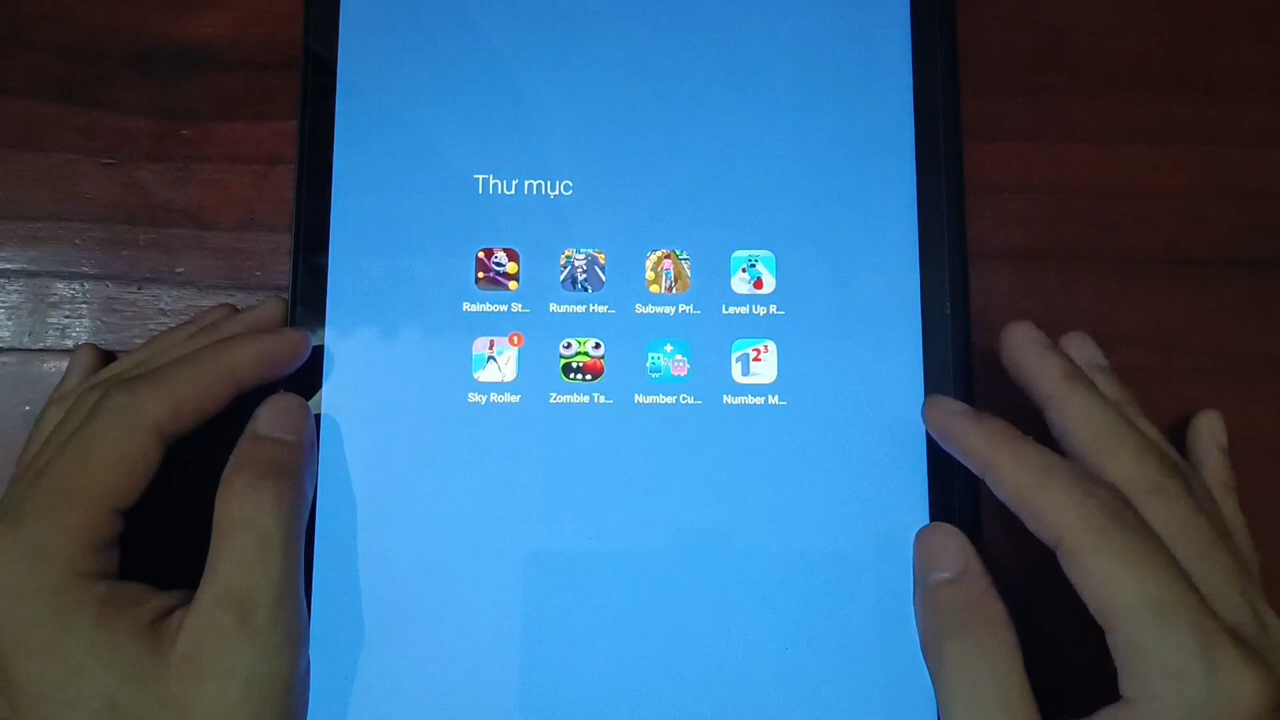 Thư mục
Rainbow St... Runner Her... Subway Pri... Level Up R...
1
Sky Roller Zombie Ts... Number Cu... Number M...